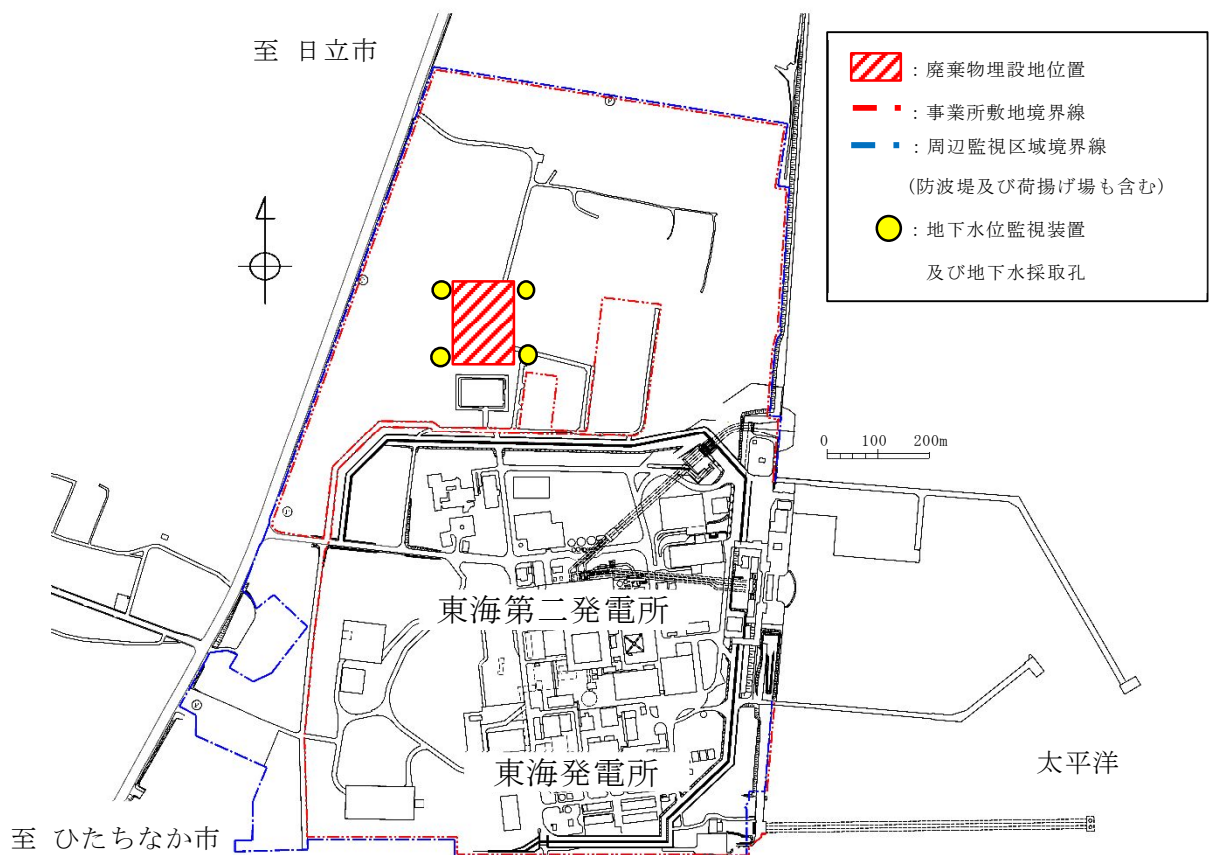 至 日立市
：廃棄物埋設地位置
：事業所敷地境界線
：周辺監視区域境界線
(防波堤及び荷揚げ場も含む)
：地下水位監視装置
及び地下水採取孔
0 100 200m
東海第二発電所
東海発電所
太平洋
至 ひたちなか市